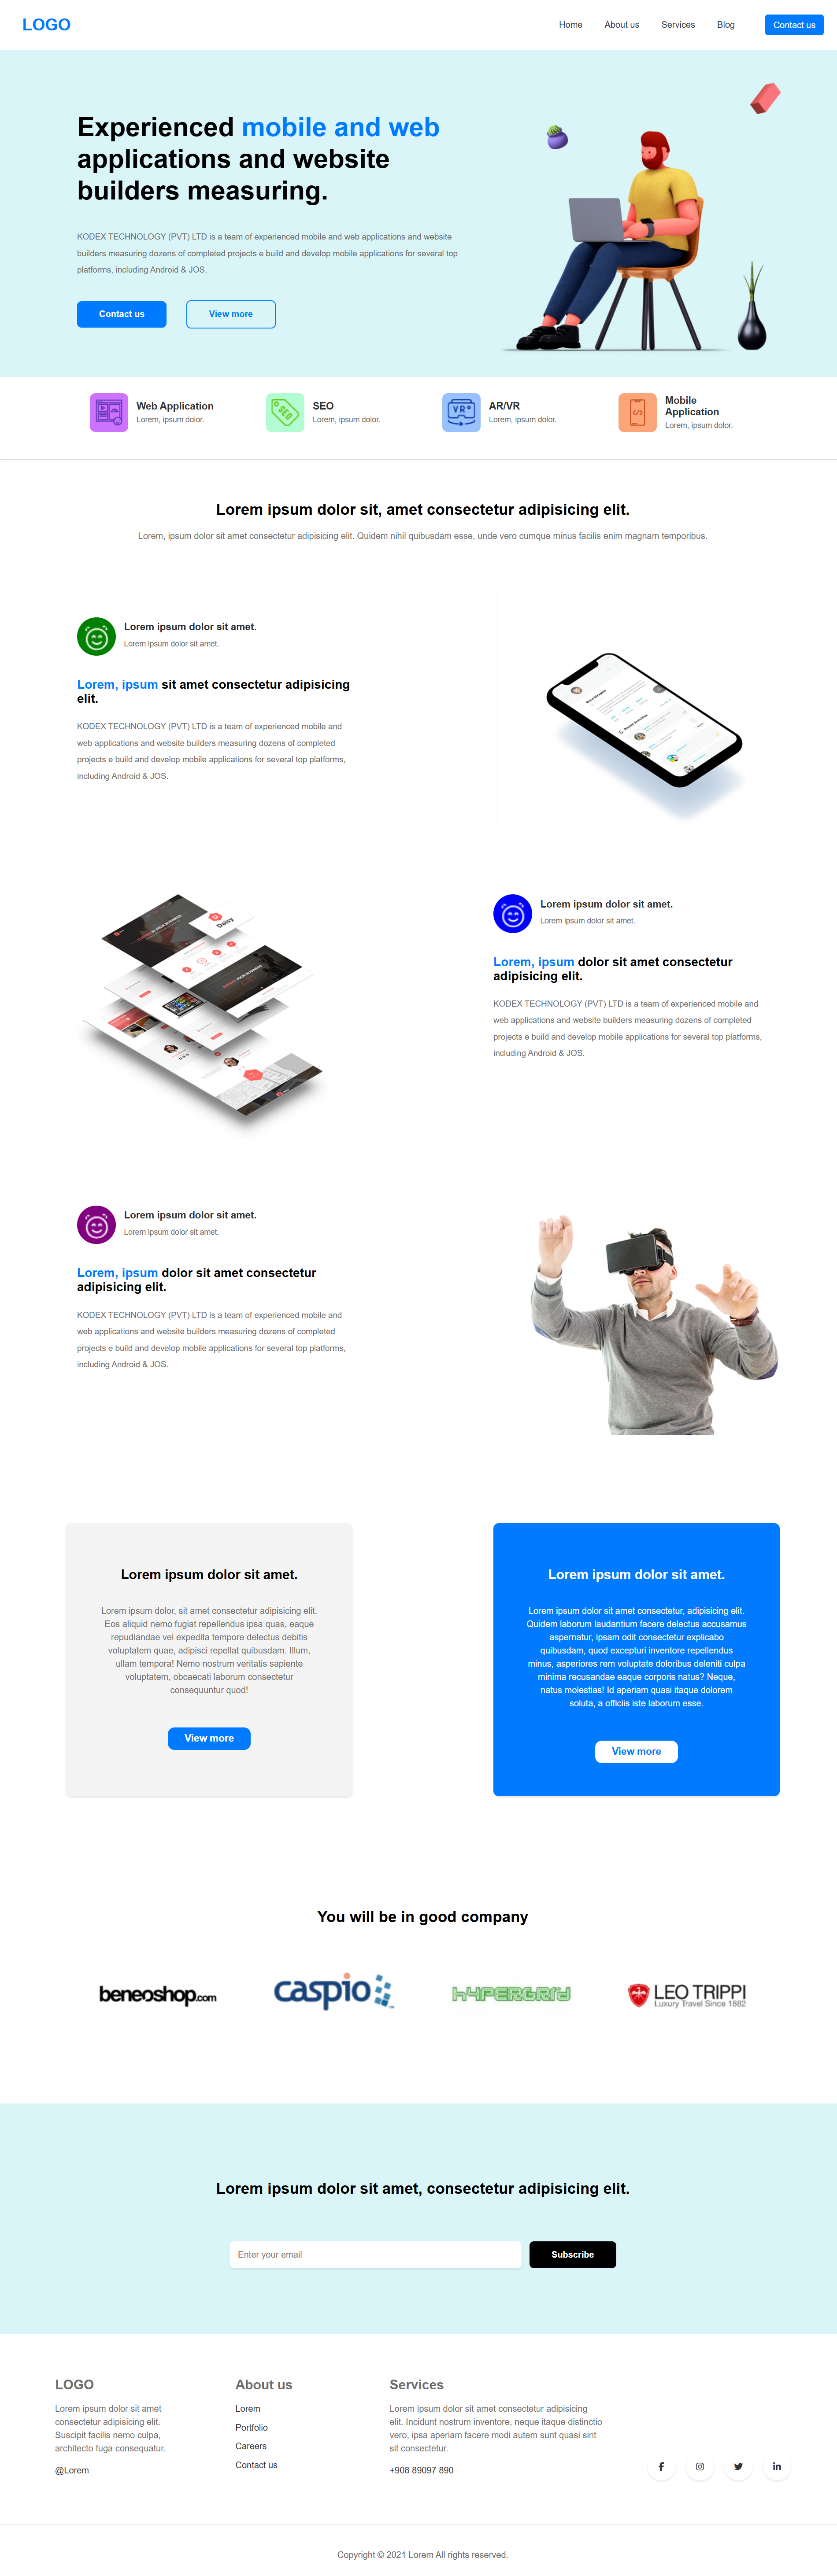 LOGO
Home
About us
Services
Blog
Contact us
Experienced mobile and web
applications and website
builders measuring.
KODEX TECHNOLOGY (PVT) LTD is a team of experienced mobile and web applications and website
builders measuring dozens of completed projects e build and develop mobile applications for several top
platforms, including Android & JOS.
Contact us
View more
Web Application
Lorem, ipsum dolor.
SEO
SEO
Lorem, ipsum dolor.
VR
AR/VR
Lorem, ipsum dolor.
Mobile
Application
Lorem, ipsum dolor.
Lorem ipsum dolor sit, amet consectetur adipisicing elit.
Lorem, ipsum dolor sit amet consectetur adipisicing elit. Quidem nihil quibusdam esse, unde vero cumque minus facilis enim magnam temporibus.
Lorem ipsum dolor sit amet.
Lorem ipsum dolor sit amet.
Lorem, ipsum sit amet consectetur adipisicing
elit.
KODEX TECHNOLOGY (PVT) LTD is a team of experienced mobile and
web applications and website builders measuring dozens of completed
projects e build and develop mobile applications for several top platforms,
including Android & JOS.
Daisy
Lorem ipsum dolor sit amet.
Lorem ipsum dolor sit amet.
Lorem, ipsum dolor sit amet consectetur
adipisicing elit.
KODEX TECHNOLOGY (PVT) LTD is a team of experienced mobile and
web applications and website builders measuring dozens of completed
projects e build and develop mobile applications for several top platforms,
including Android & JOS.
Lorem ipsum dolor sit amet.
Lorem ipsum dolor sit amet.
Lorem, ipsum dolor sit amet consectetur
adipisicing elit.
KODEX TECHNOLOGY (PVT) LTD is a team of experienced mobile and
web applications and website builders measuring dozens of completed
projects e build and develop mobile applications for several top platforms,
including Android & JOS.
Lorem ipsum dolor sit amet.
Lorem ipsum dolor, sit amet consectetur adipisicing elit.
Eos aliquid nemo fugiat repellendus ipsa quas, eaque
repudiandae vel expedita tempore delectus debitis
voluptatem quae, adipisci repellat quibusdam. Illum,
ullam tempora! Nemo nostrum veritatis sapiente
voluptatem, obcaecati laborum consectetur
consequuntur quod!
View more
Lorem ipsum dolor sit amet.
Lorem ipsum dolor sit amet consectetur, adipisicing elit.
Quidem laborum laudantium facere delectus accusamus
aspernatur, ipsam odit consectetur explicabo
quibusdam, quod excepturi inventore repellendus
minus, asperiores rem voluptate doloribus deleniti culpa
minima recusandae eaque corporis natus? Neque,
natus molestias! Id aperiam quasi itaque dolorem
soluta, a officiis iste laborum esse.
View more
You will be in good company
beneoshop.com
caspio
hypergrid
LEO TRIPPI
Luxury Travel Since 1882
Lorem ipsum dolor sit amet, consectetur adipisicing elit.
Enter your email
Subscribe
LOGO
Lorem ipsum dolor sit amet
consectetur adipisicing elit.
Suscipit facilis nemo culpa,
architecto fuga consequatur.
@Lorem
About us
Lorem
Portfolio
Careers
Contact us
Services
Lorem ipsum dolor sit amet consectetur adipisicing
elit. Incidunt nostrum inventore, neque itaque distinctio
vero, ipsa aperiam facere modi autem sunt quasi sint
sit consectetur.
+908 89097 890
Copyright © 2021 Lorem All rights reserved.